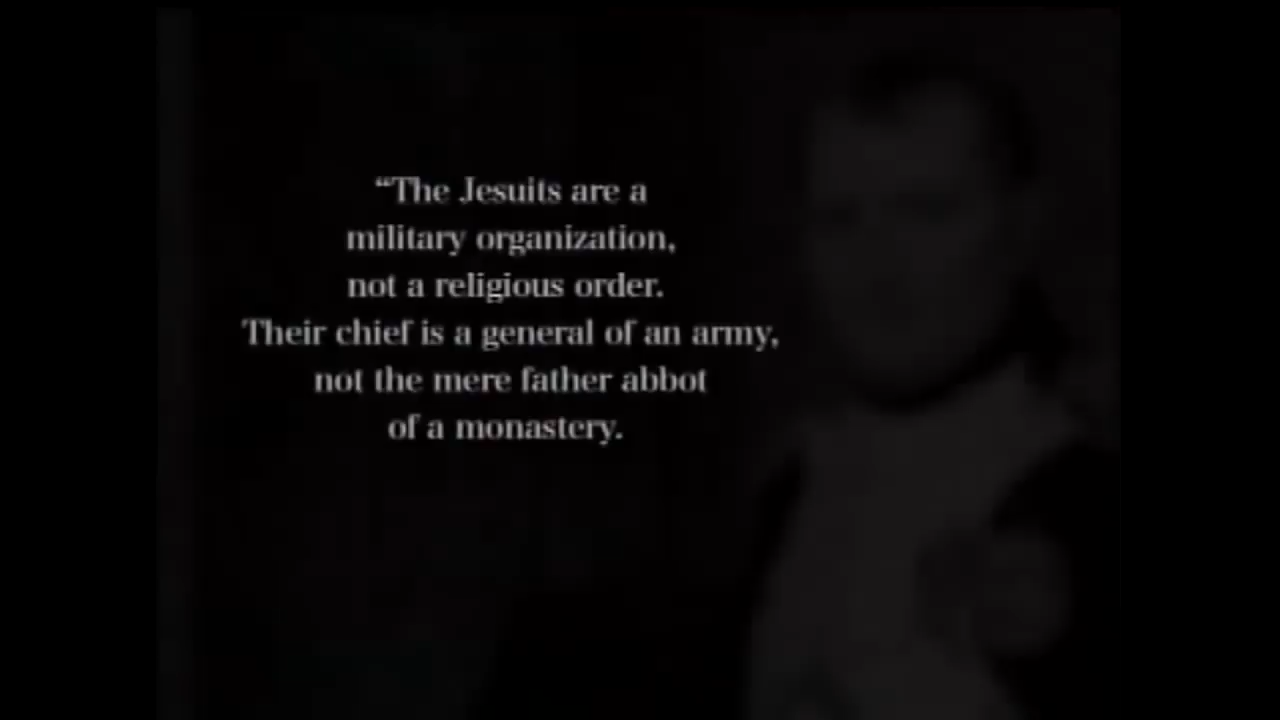 “The Jesuits are a
military organization,
not a religious order.
Their chief is a general of an army,
not the mere father abbot
of a monastery.